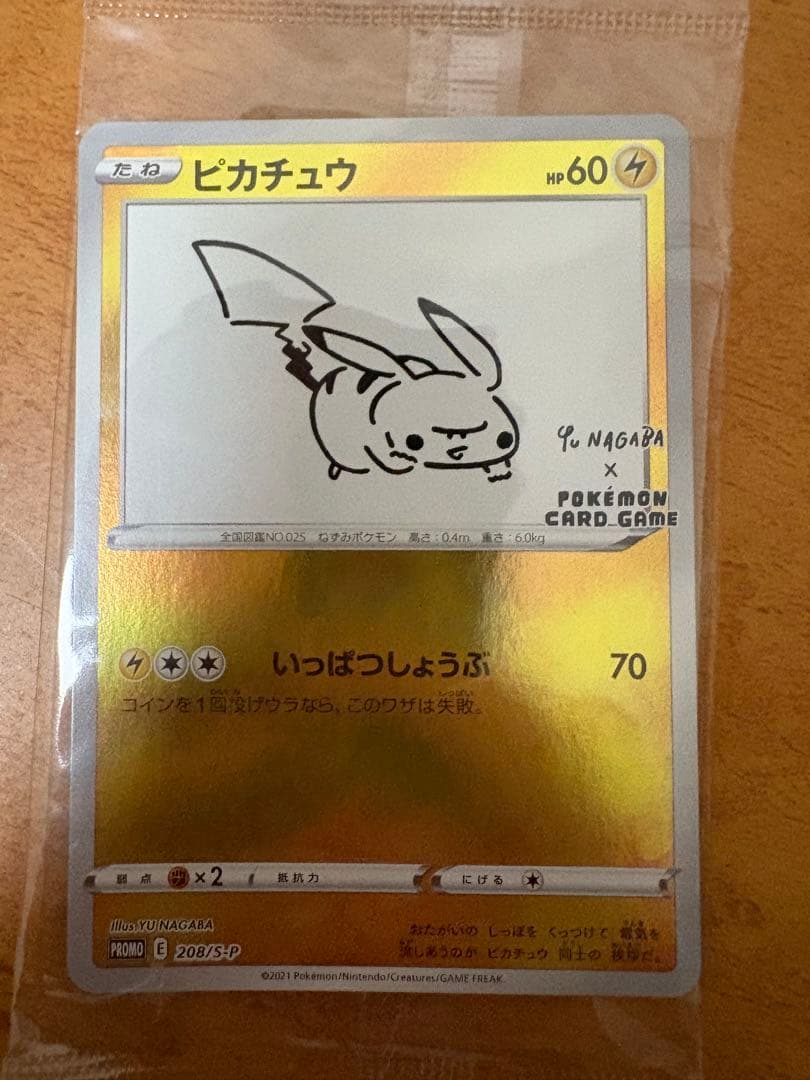 たね ピカチュウ HP60
YU NAGABA
×
POKÉMON
CARD GAME
全国図鑑NO.025 ねずみポケモン 高さ:0.4m 重さ:6.0kg
いっぱつしょうぶ 70
コインを1回投げウラなら、このワザは失敗。
弱点 ×2 抵抗力 にげる
Illus. YU NAGABA
おたがいの しっぽを くっつけて 電気を
流しあうのが ピカチュウ 同士の 挨拶だ。
PROMO E 208/S-P
©2021 Pokémon/Nintendo/Creatures/GAME FREAK